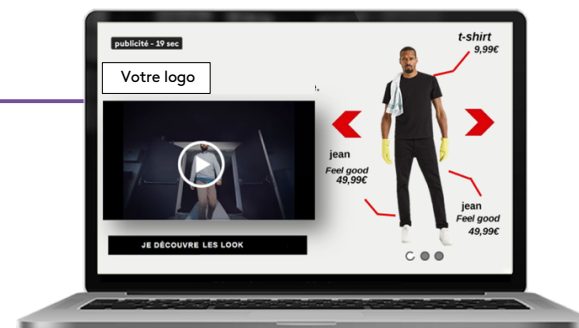 publicité - 19 sec
Votre logo
JE DÉCOUVRE LES LOOK
t-shirt
9,99€
jean
Feel good
49,99€
jean
Feel good
49,99€